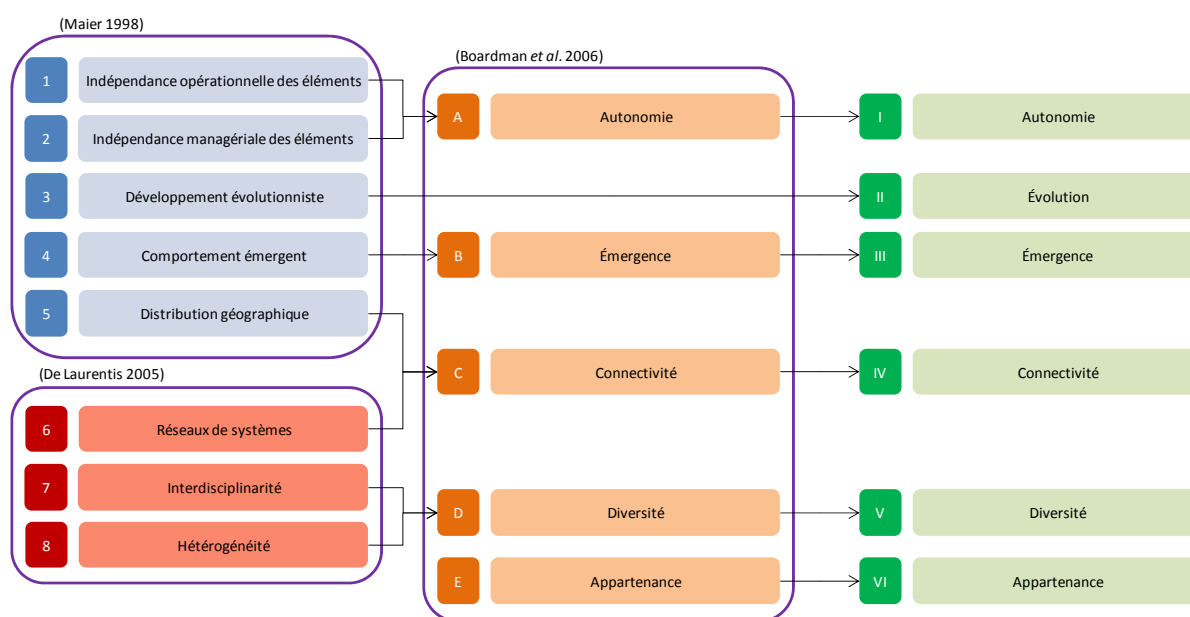 (Maier 1998)
1 Indépendance opérationnelle des éléments
2 Indépendance managériale des éléments
3 Développement évolutionniste
4 Comportement émergent
5 Distribution géographique
(De Laurentis 2005)
6 Réseaux de systèmes
7 Interdisciplinarité
8 Hétérogénéité
(Boardman et al. 2006)
A Autonomie
B Émergence
C Connectivité
D Diversité
E Appartenance
I Autonomie
II Évolution
III Émergence
IV Connectivité
V Diversité
VI Appartenance